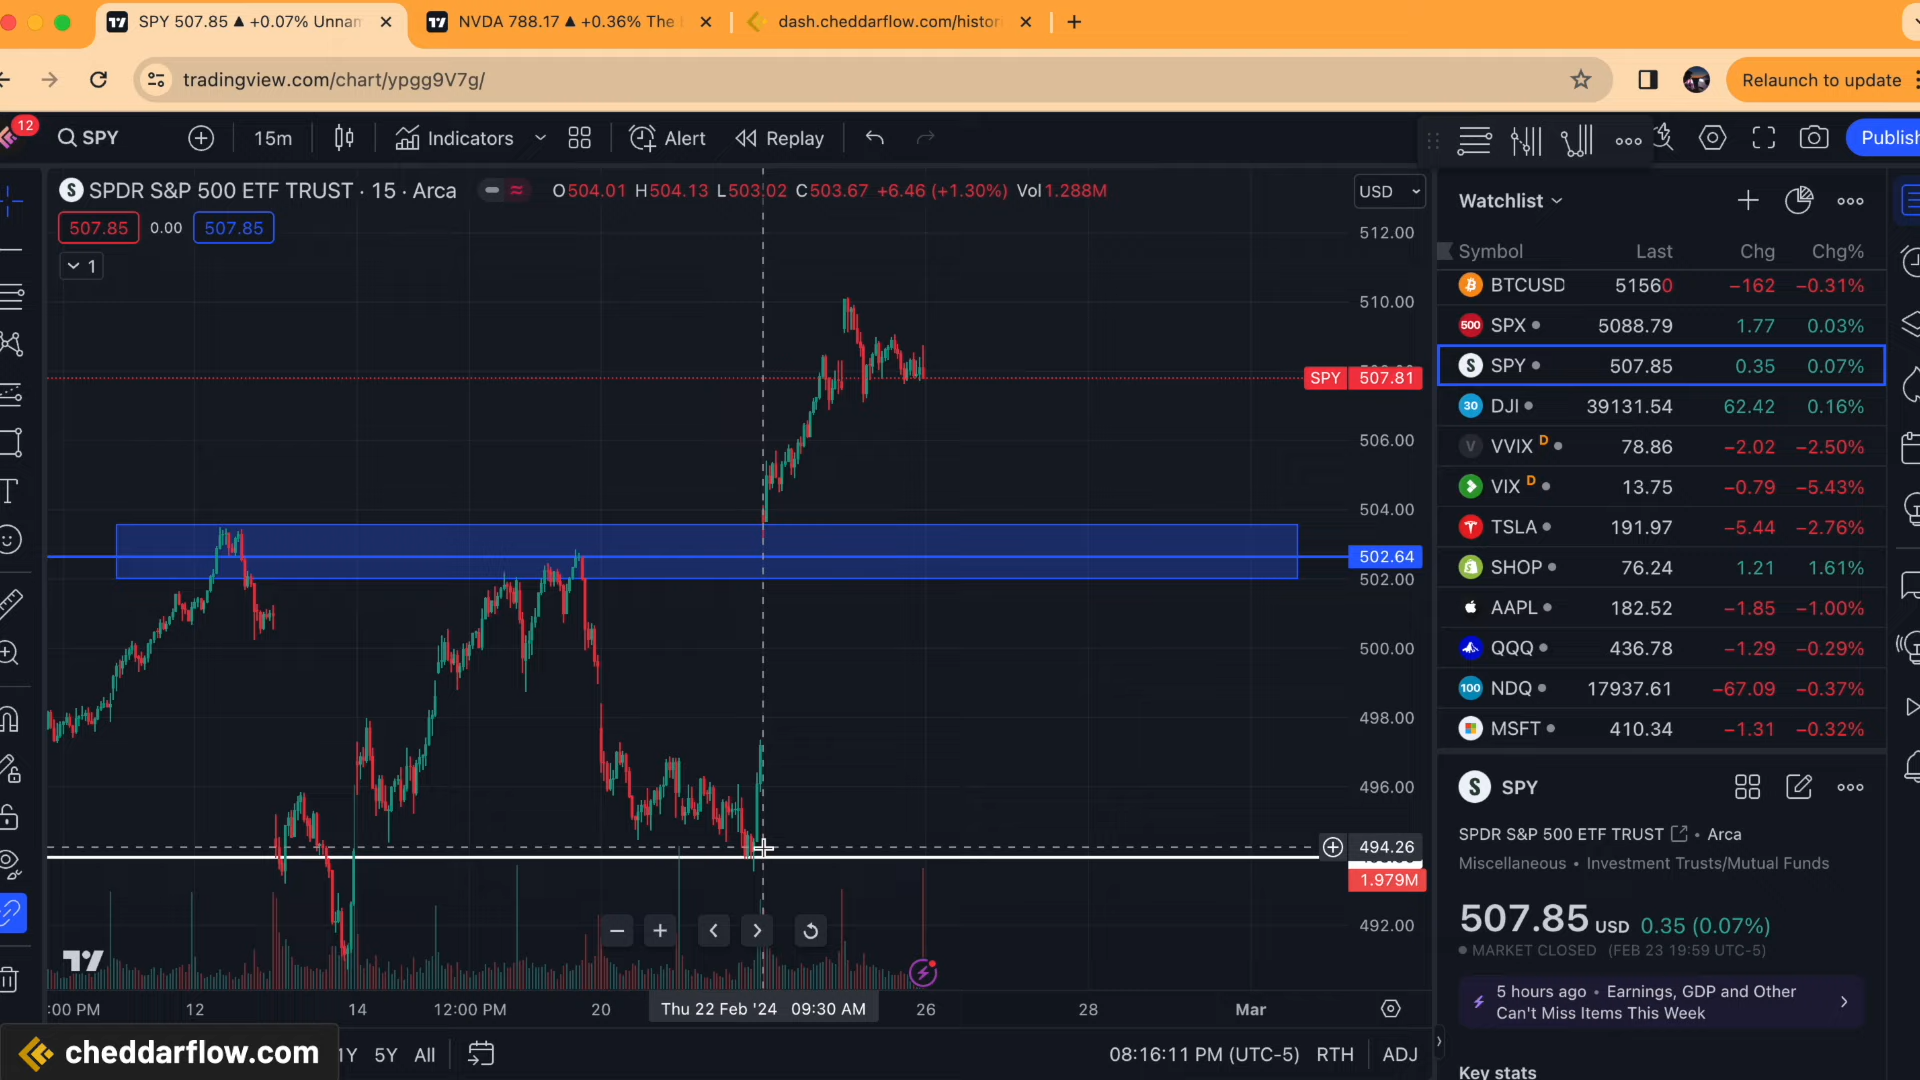 SPY 507.85 ▲ +0.07% Unnam
NVDA 788.17 ▲ +0.36% The
dash.cheddarflow.com/histor
tradingview.com/chart/ypgg9V7g/
Relaunch to update
12
SPY
15m
Indicators
Alert
Replay
Publish
S SPDR S&P 500 ETF TRUST · 15 · Arca
O504.01 H504.13 L503.02 C503.67 +6.46 (+1.30%) Vol1.288M
USD
507.85 0.00 507.85
1
512.00
510.00
SPY 507.81
506.00
504.00
502.64
502.00
500.00
498.00
496.00
494.26
1.979M
492.00
:00 PM 12 14 12:00 PM 20 Thu 22 Feb '24 09:30 AM 26 28 Mar
cheddarflow.com
1Y 5Y All
08:16:11 PM (UTC-5) RTH ADJ
Watchlist
Symbol Last Chg Chg%
BTCUSD 51560 −162 −0.31%
500 SPX 5088.79 1.77 0.03%
S SPY 507.85 0.35 0.07%
30 DJI 39131.54 62.42 0.16%
V VVIX D 78.86 −2.02 −2.50%
VIX D 13.75 −0.79 −5.43%
TSLA 191.97 −5.44 −2.76%
SHOP 76.24 1.21 1.61%
AAPL 182.52 −1.85 −1.00%
QQQ 436.78 −1.29 −0.29%
100 NDQ 17937.61 −67.09 −0.37%
MSFT 410.34 −1.31 −0.32%
S SPY
SPDR S&P 500 ETF TRUST • Arca
Miscellaneous • Investment Trusts/Mutual Funds
507.85 USD 0.35 (0.07%)
MARKET CLOSED (FEB 23 19:59 UTC-5)
5 hours ago • Earnings, GDP and Other
Can't Miss Items This Week
Key stats